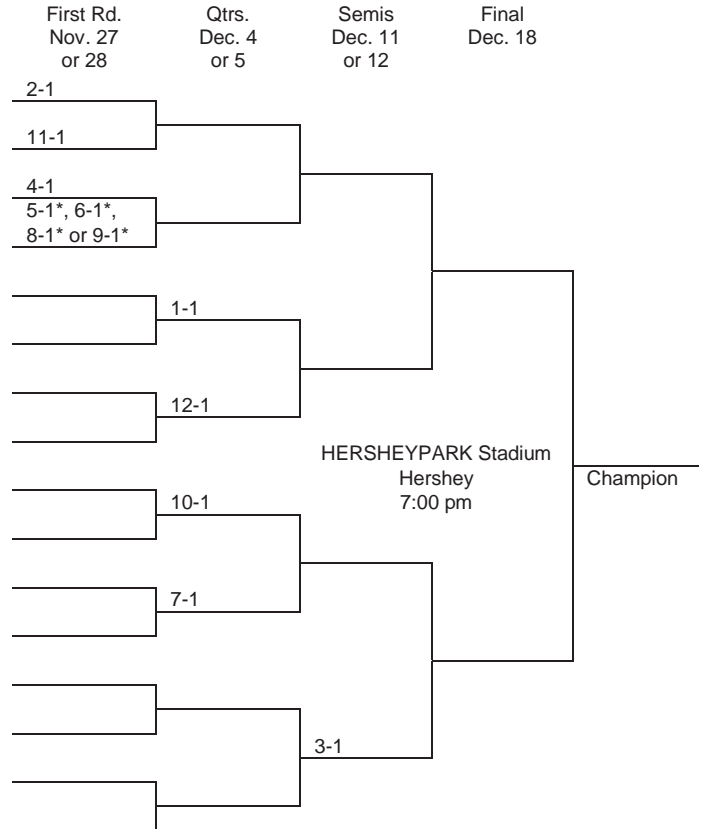 First Rd.
Nov. 27
or 28
Qtrs.
Dec. 4
or 5
Semis
Dec. 11
or 12
Final
Dec. 18
2-1
11-1
4-1
5-1*, 6-1*,
8-1* or 9-1*
1-1
12-1
HERSHEYPARK Stadium
Hershey
7:00 pm
Champion
10-1
7-1
3-1